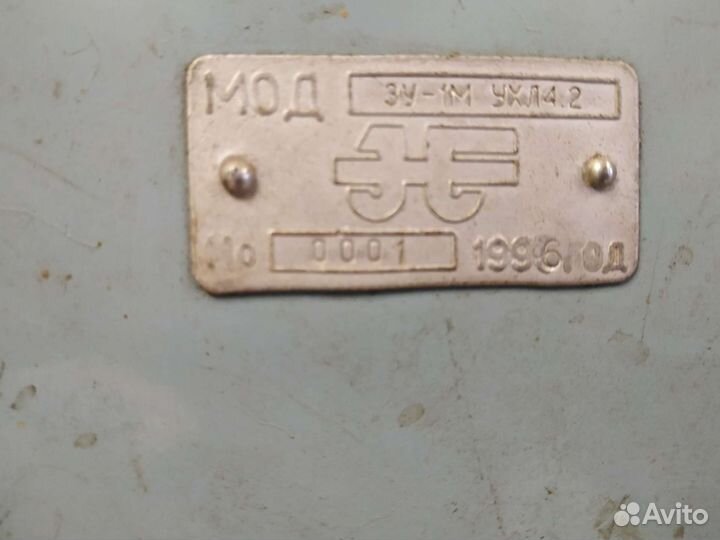 МОД ЗУ-1М УХЛ4.2
No 0001 1996 год
Avito